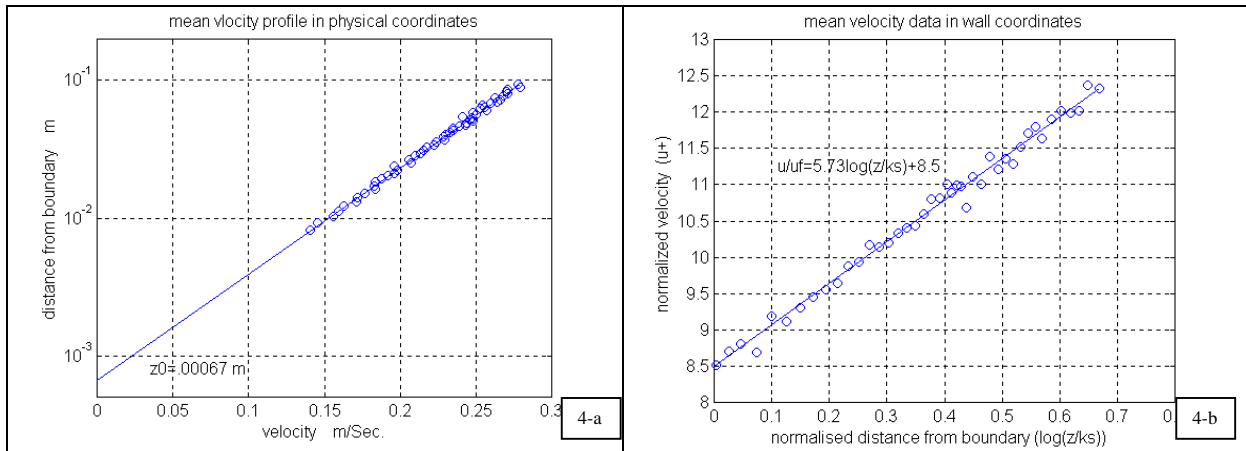 mean vlocity profile in physical coordinates
distance from boundary m
10^-1
10^-2
10^-3
z0=.00067 m
0 0.05 0.1 0.15 0.2 0.25 0.3
velocity m/Sec.
4-a
mean velocity data in wall coordinates
normalized velocity (u+)
13
12.5
12
11.5
11
10.5
10
9.5
9
8.5
8
u/uf=5.73log(z/ks)+8.5
0 0.1 0.2 0.3 0.4 0.5 0.6 0.7
normalised distance from boundary (log(z/ks))
4-b